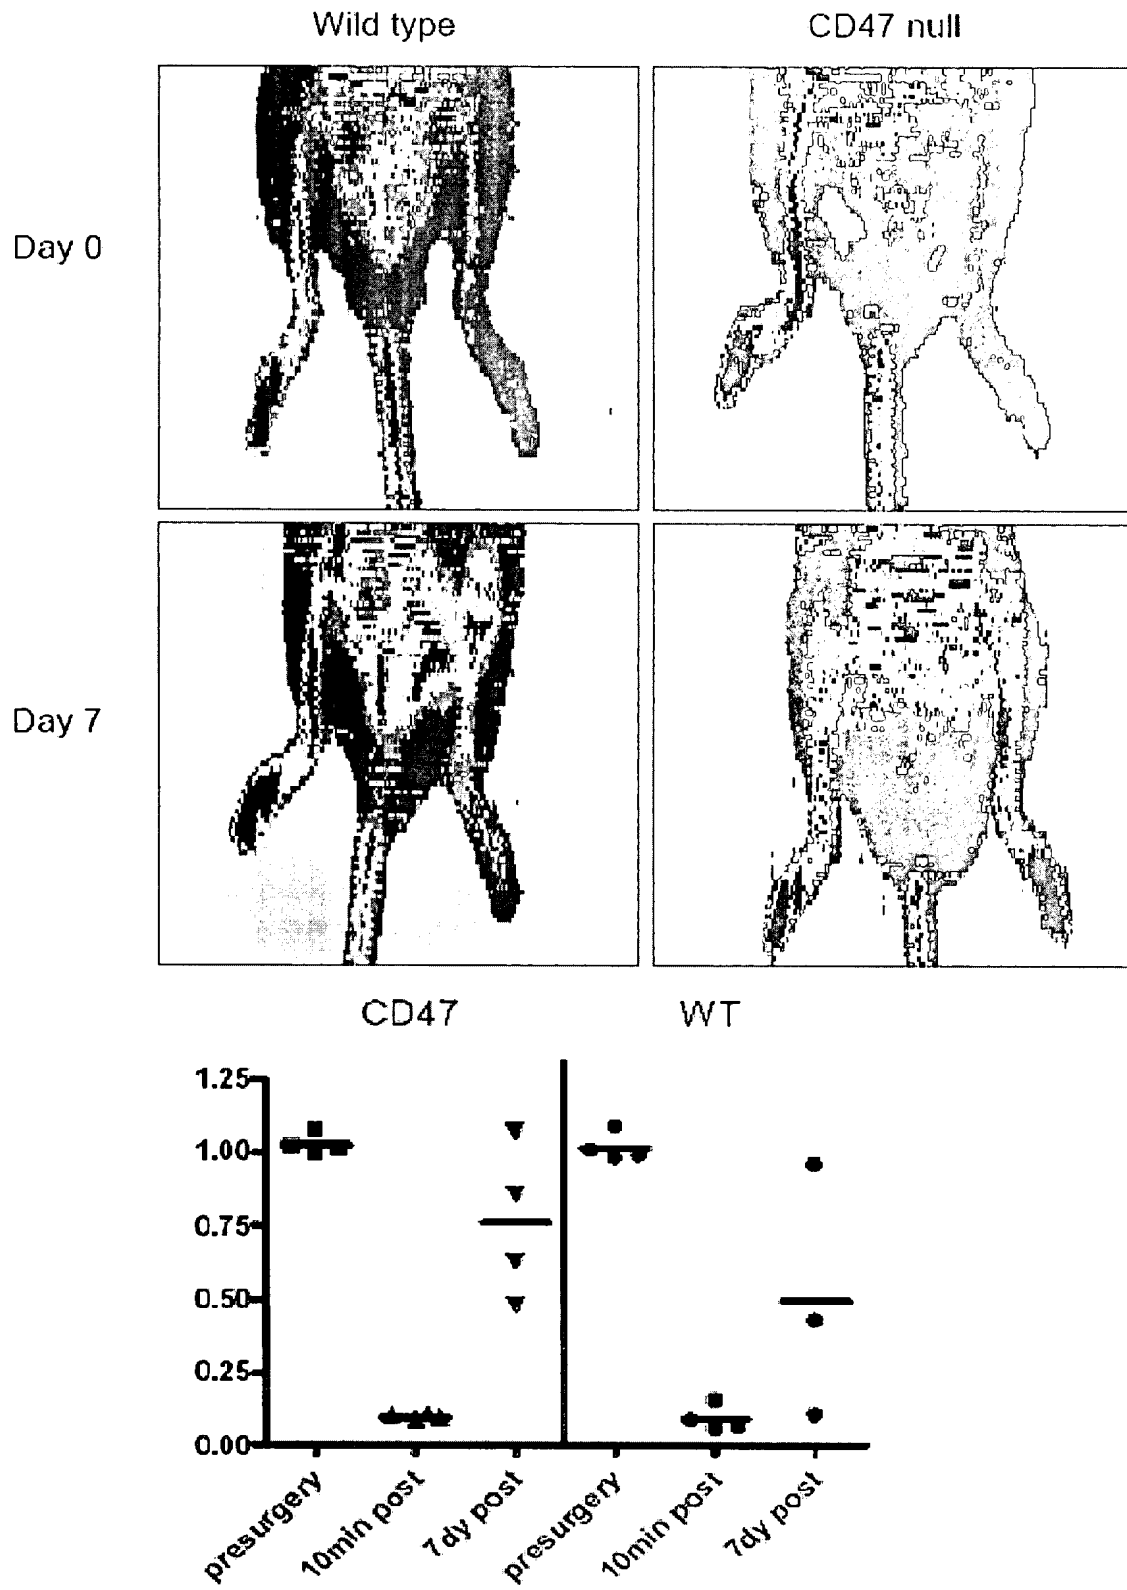 Wild type
CD47 null
Day 0
Day 7
CD47
WT
1.25
1.00
0.75
0.50
0.25
0.00
presurgery
10min post
7dy post
presurgery
10min post
7dy post